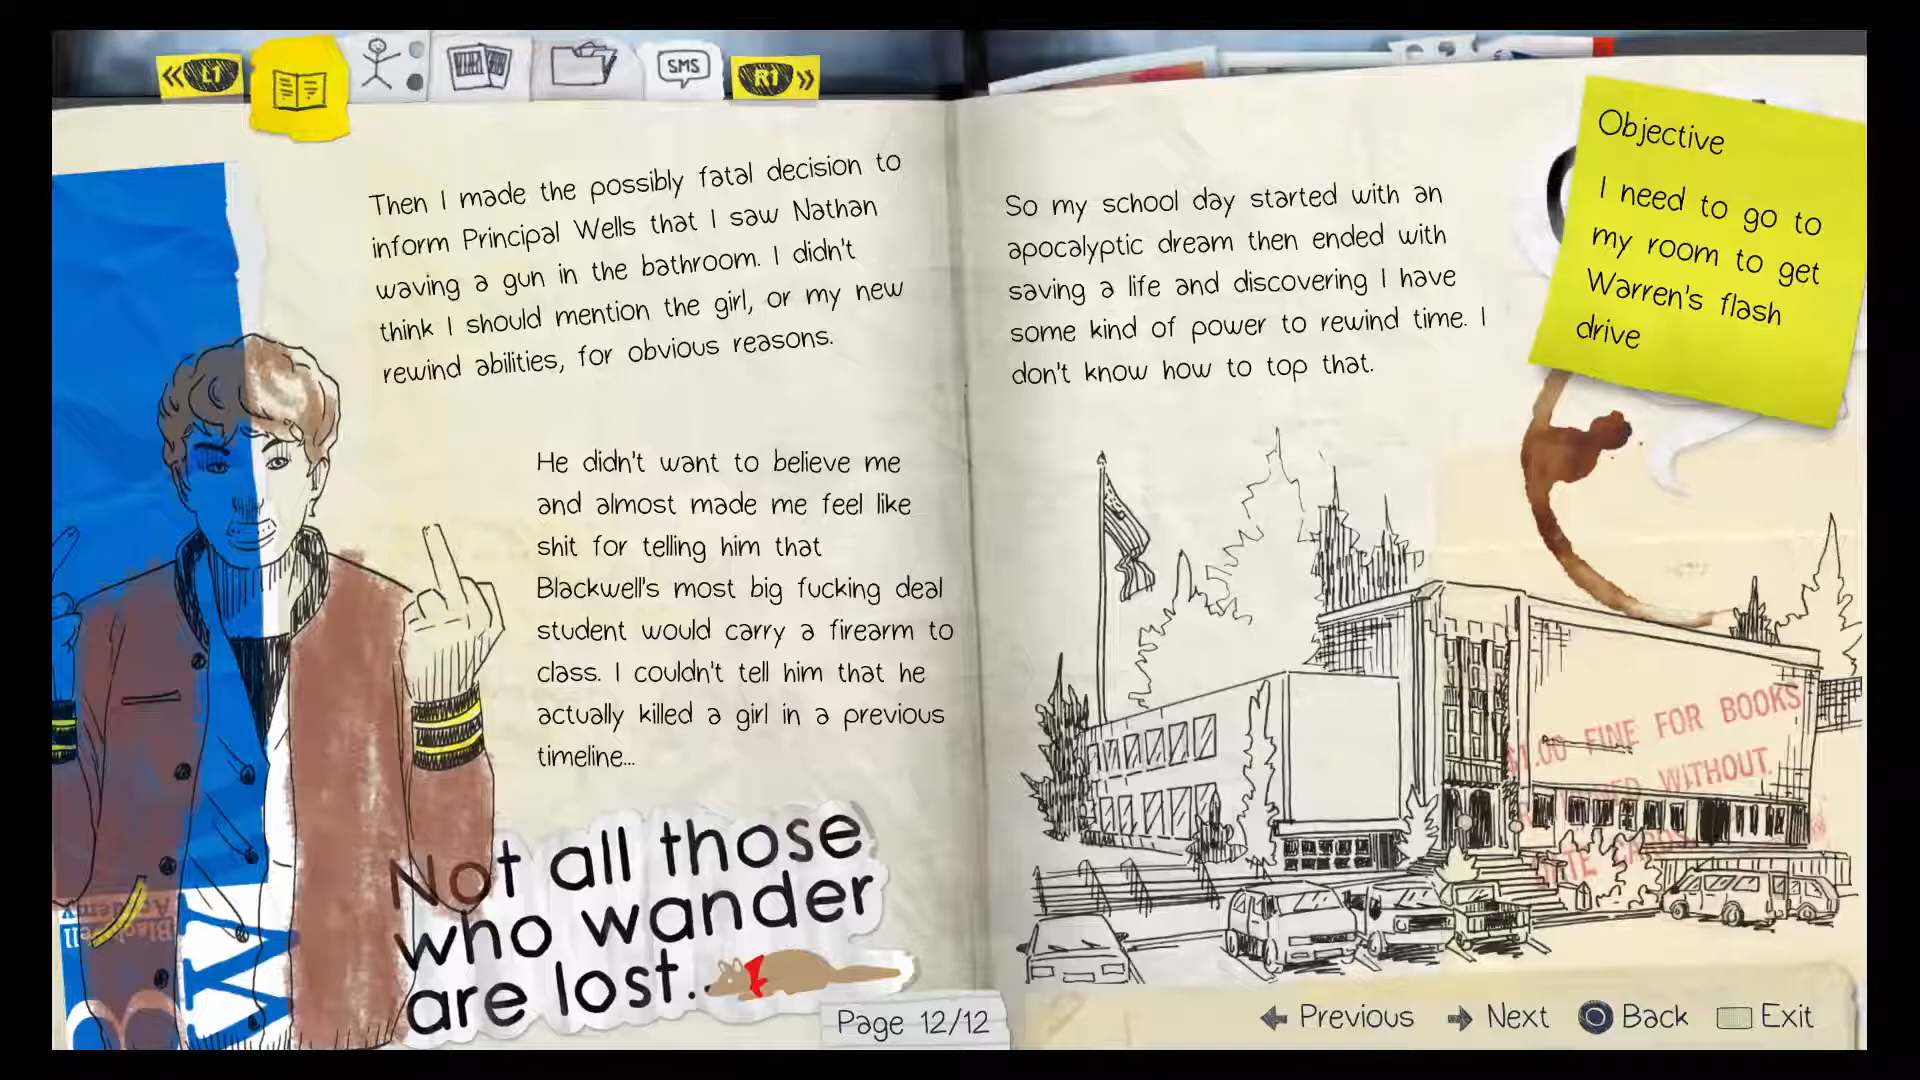 L1
SMS
R1
Then I made the possibly fatal decision to
inform Principal Wells that I saw Nathan
waving a gun in the bathroom. I didn't
think I should mention the girl, or my new
rewind abilities, for obvious reasons.
He didn't want to believe me
and almost made me feel like
shit for telling him that
Blackwell's most big fucking deal
student would carry a firearm to
class. I couldn't tell him that he
actually killed a girl in a previous
timeline...
Not all those
who wander
are lost.
Blackwell
Academy
Page 12/12
So my school day started with an
apocalyptic dream then ended with
saving a life and discovering I have
some kind of power to rewind time. I
don't know how to top that.
Objective
I need to go to
my room to get
Warren's flash
drive
$1.00 FINE FOR BOOKS
WITHOUT
Previous
Next
Back
Exit